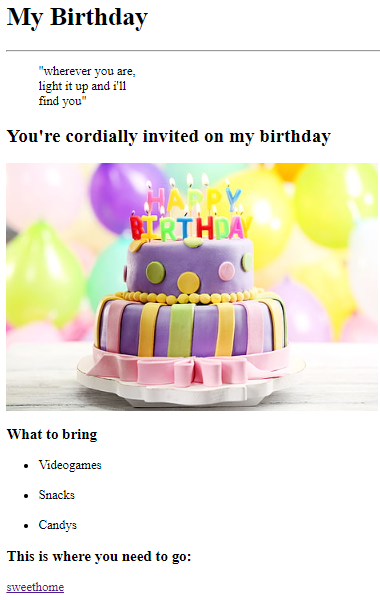 My Birthday
"wherever you are,
light it up and i'll
find you"
You're cordially invited on my birthday
HAPPY
BIRTHDAY
What to bring
Videogames
Snacks
Candys
This is where you need to go:
sweethome